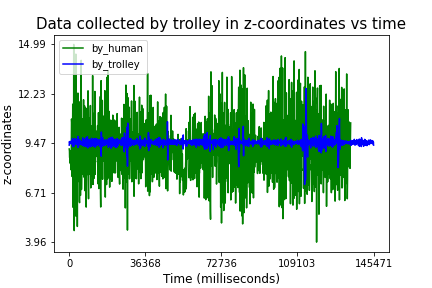 Data collected by trolley in z-coordinates vs time
by_human
by_trolley
14.99
12.23
9.47
6.71
3.96
z-coordinates
0 36368 72736 109103 145471
Time (milliseconds)